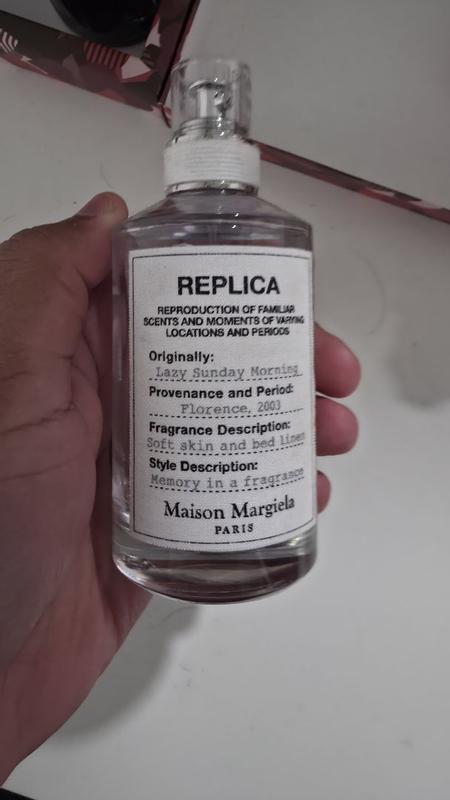 REPLICA
REPRODUCTION OF FAMILIAR
SCENTS AND MOMENTS OF VARYING
LOCATIONS AND PERIODS
Originally:
Lazy Sunday Morning
Provenance and Period:
Florence, 2003
Fragrance Description:
Soft skin and bed linen
Style Description:
Memory in a fragrance
Maison Margiela
PARIS